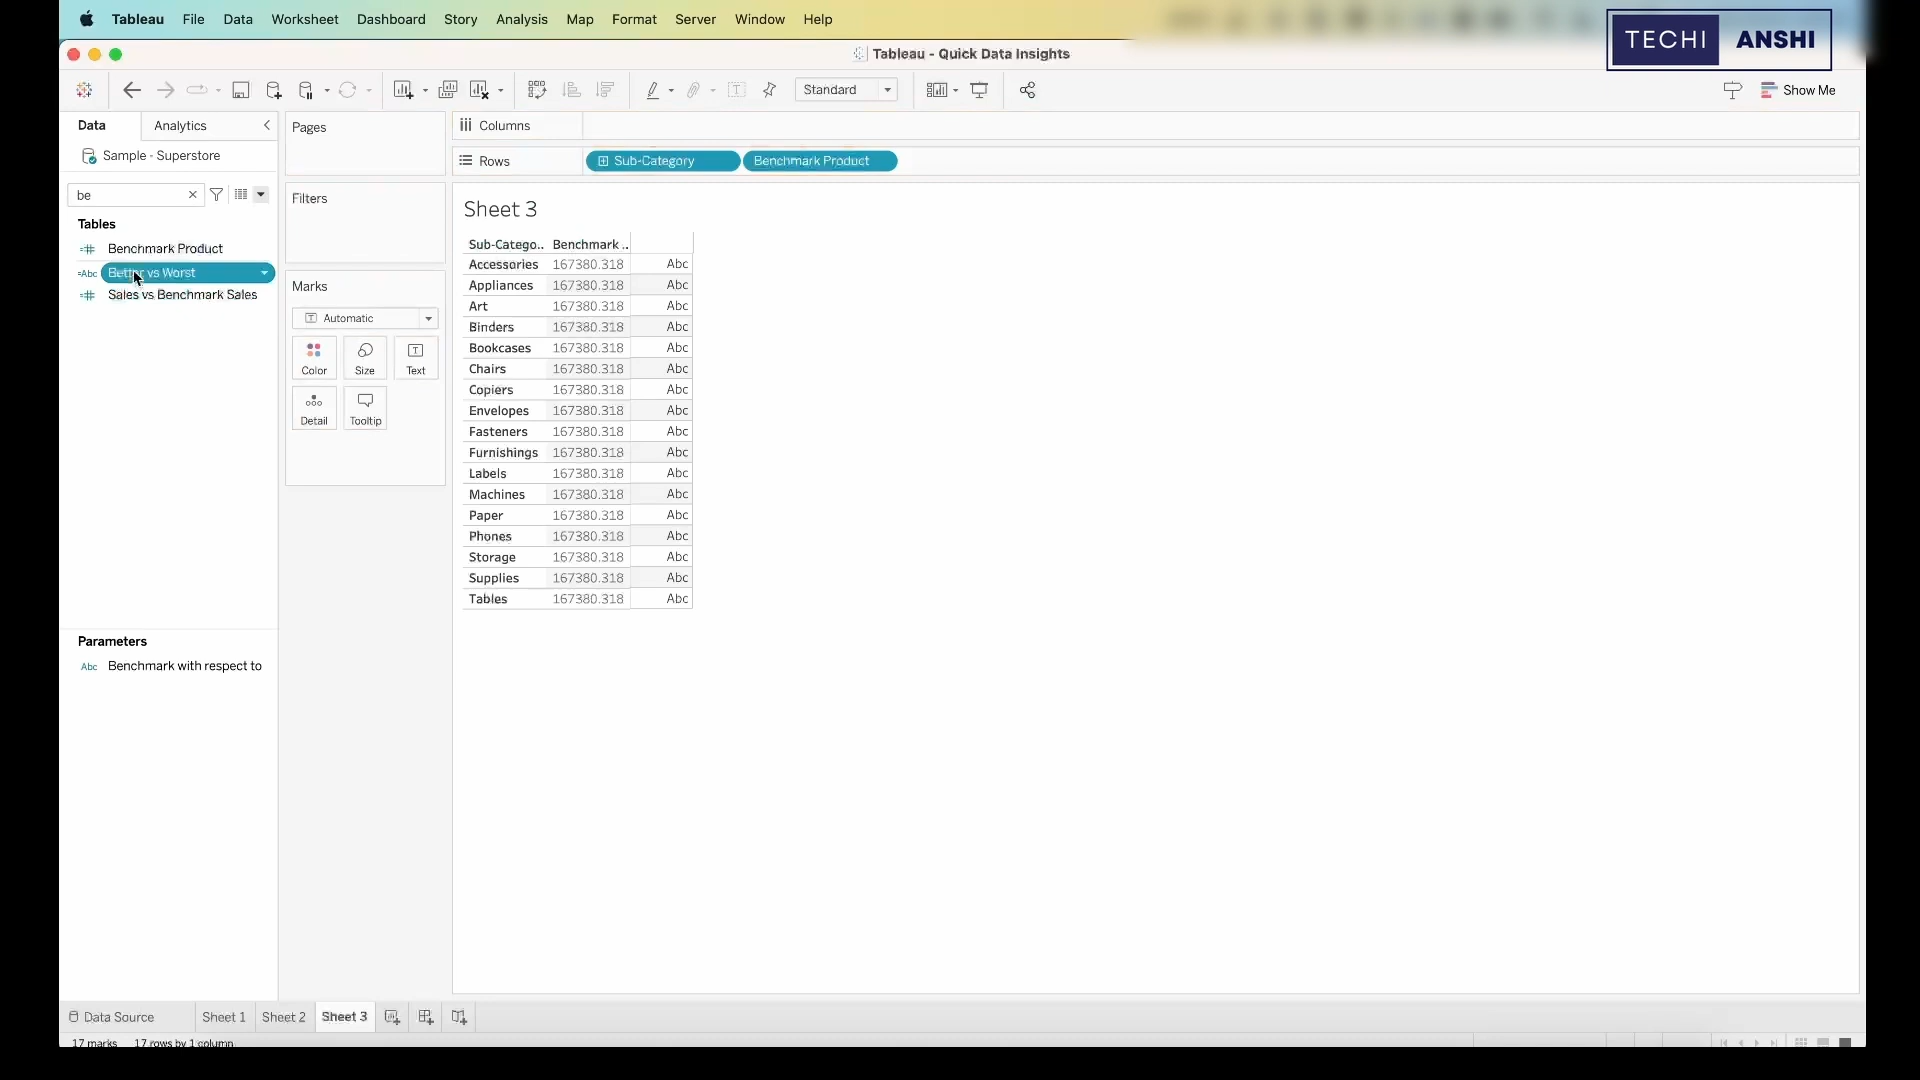 Tableau File Data Worksheet Dashboard Story Analysis Map Format Server Window Help
TECHI ANSHI
Tableau - Quick Data Insights
Standard
Show Me
Data Analytics
Sample - Superstore
be
Tables
=# Benchmark Product
=Abc Better vs Worst
=# Sales vs Benchmark Sales
Parameters
Abc Benchmark with respect to
Pages
Filters
Marks
Automatic
Color Size Text
Detail Tooltip
Columns
Rows Sub-Category Benchmark Product
Sheet 3
Sub-Catego.. Benchmark ..
Accessories 167380.318 Abc
Appliances 167380.318 Abc
Art 167380.318 Abc
Binders 167380.318 Abc
Bookcases 167380.318 Abc
Chairs 167380.318 Abc
Copiers 167380.318 Abc
Envelopes 167380.318 Abc
Fasteners 167380.318 Abc
Furnishings 167380.318 Abc
Labels 167380.318 Abc
Machines 167380.318 Abc
Paper 167380.318 Abc
Phones 167380.318 Abc
Storage 167380.318 Abc
Supplies 167380.318 Abc
Tables 167380.318 Abc
Data Source Sheet 1 Sheet 2 Sheet 3
17 marks 17 rows by 1 column